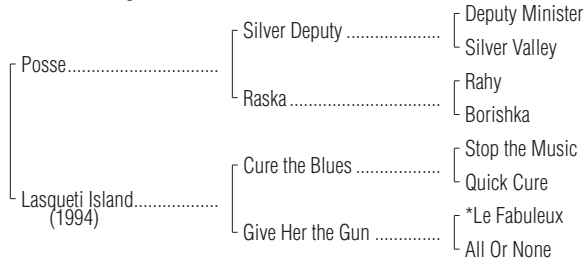 Deputy Minister
Silver Deputy ....................
Silver Valley
Posse................................
Rahy
Raska ................................
Borishka
Stop the Music
Cure the Blues ..................
Quick Cure
Lasqueti Island..................
(1994)
*Le Fabuleux
Give Her the Gun ...............
All Or None